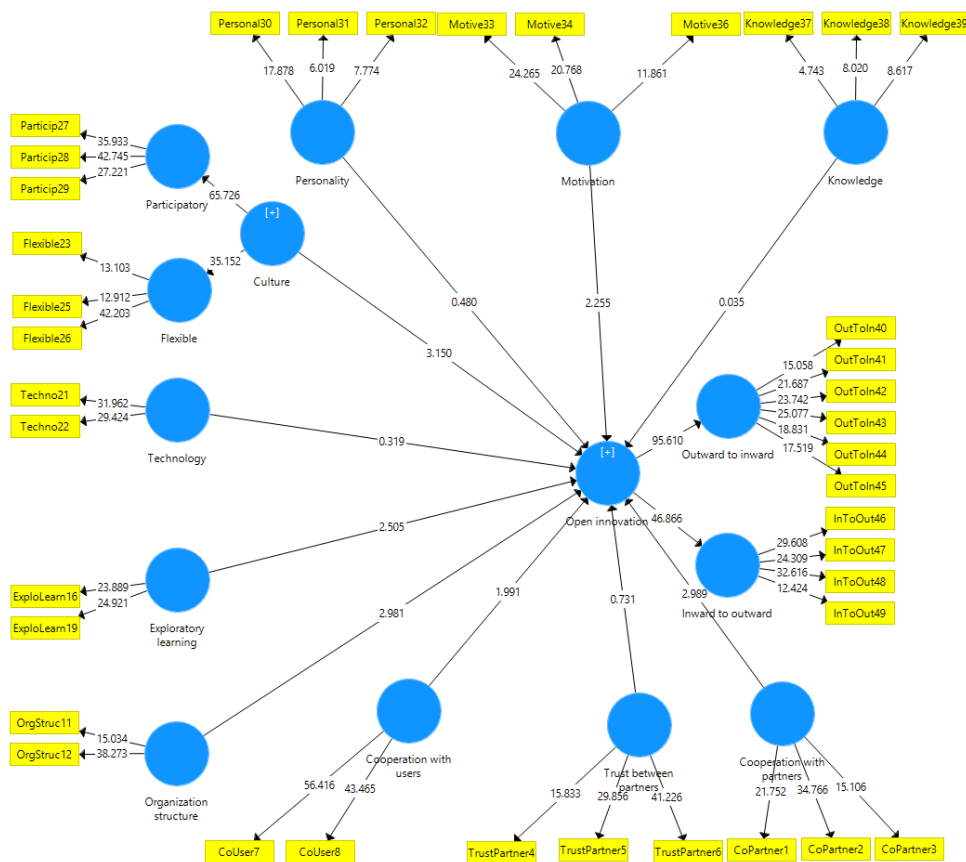 Personal30
Personal31
Personal32
Motive33
Motive34
Motive36
Knowledge37
Knowledge38
Knowledge39
17.878
6.019
7.774
24.265
20.768
11.861
4.743
8.020
8.617
Personality
Motivation
Knowledge
Particip27
Particip28
Particip29
35.933
42.745
27.221
Participatory
65.726
[+]
Culture
35.152
Flexible23
Flexible25
Flexible26
13.103
12.912
42.203
Flexible
0.480
2.255
0.035
3.150
Techno21
Techno22
31.962
29.424
Technology
0.319
[+]
Open innovation
95.610
46.866
Outward to inward
15.058
21.687
23.742
25.077
18.831
17.519
OutToIn40
OutToIn41
OutToIn42
OutToIn43
OutToIn44
OutToIn45
Inward to outward
29.608
24.309
32.616
12.424
InToOut46
InToOut47
InToOut48
InToOut49
2.505
ExploLearn16
ExploLearn19
23.889
24.921
Exploratory
learning
2.981
1.991
0.731
2.989
OrgStruc11
OrgStruc12
15.034
38.273
Organization
structure
Cooperation with
users
56.416
43.465
CoUser7
CoUser8
Trust between
partners
15.833
29.856
41.226
TrustPartner4
TrustPartner5
TrustPartner6
Cooperation with
partners
21.752
34.766
15.106
CoPartner1
CoPartner2
CoPartner3